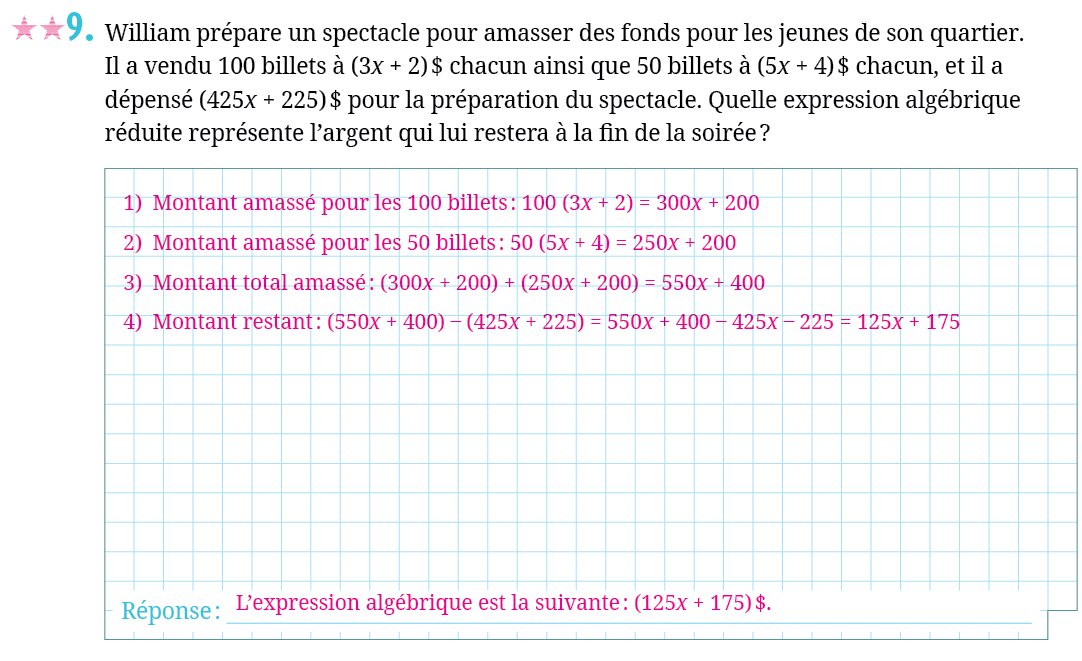 9. William prépare un spectacle pour amasser des fonds pour les jeunes de son quartier.
Il a vendu 100 billets à (3x + 2) $ chacun ainsi que 50 billets à (5x + 4) $ chacun, et il a
dépensé (425x + 225) $ pour la préparation du spectacle. Quelle expression algébrique
réduite représente l’argent qui lui restera à la fin de la soirée ?
1) Montant amassé pour les 100 billets : 100 (3x + 2) = 300x + 200
2) Montant amassé pour les 50 billets : 50 (5x + 4) = 250x + 200
3) Montant total amassé : (300x + 200) + (250x + 200) = 550x + 400
4) Montant restant : (550x + 400) – (425x + 225) = 550x + 400 – 425x – 225 = 125x + 175
Réponse : L’expression algébrique est la suivante : (125x + 175) $.